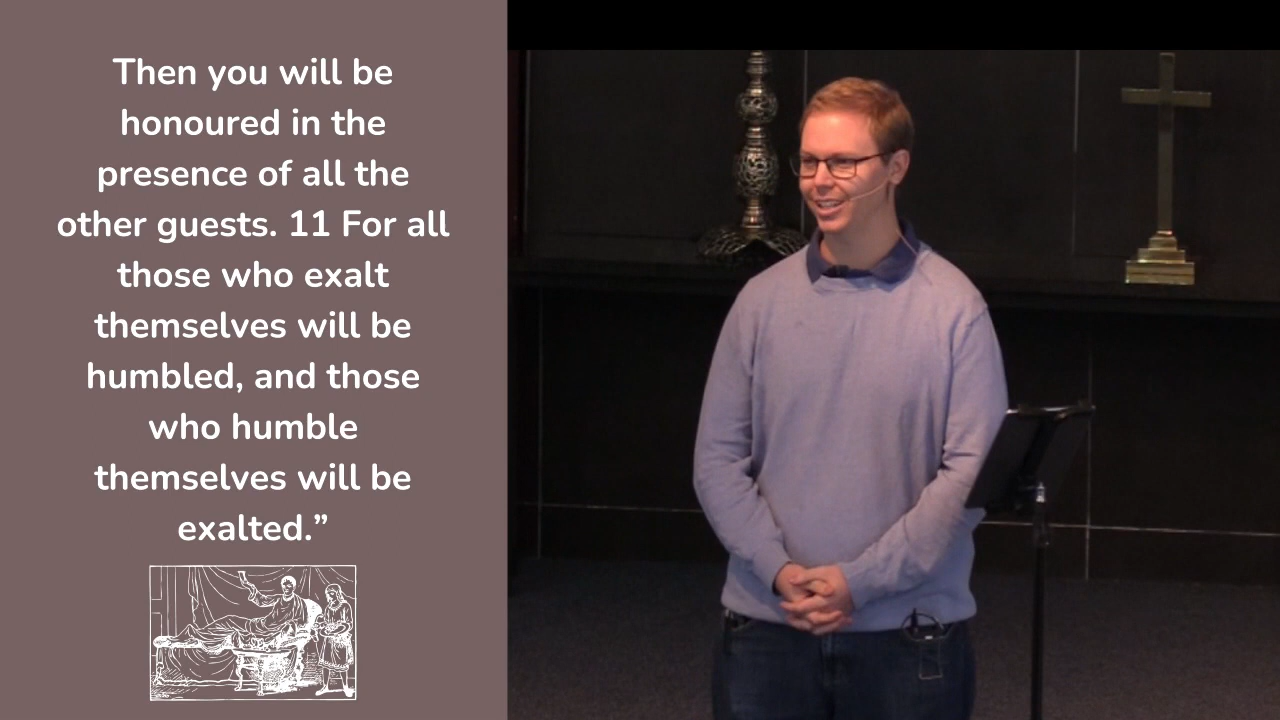 Then you will be
honoured in the
presence of all the
other guests. 11 For all
those who exalt
themselves will be
humbled, and those
who humble
themselves will be
exalted.”